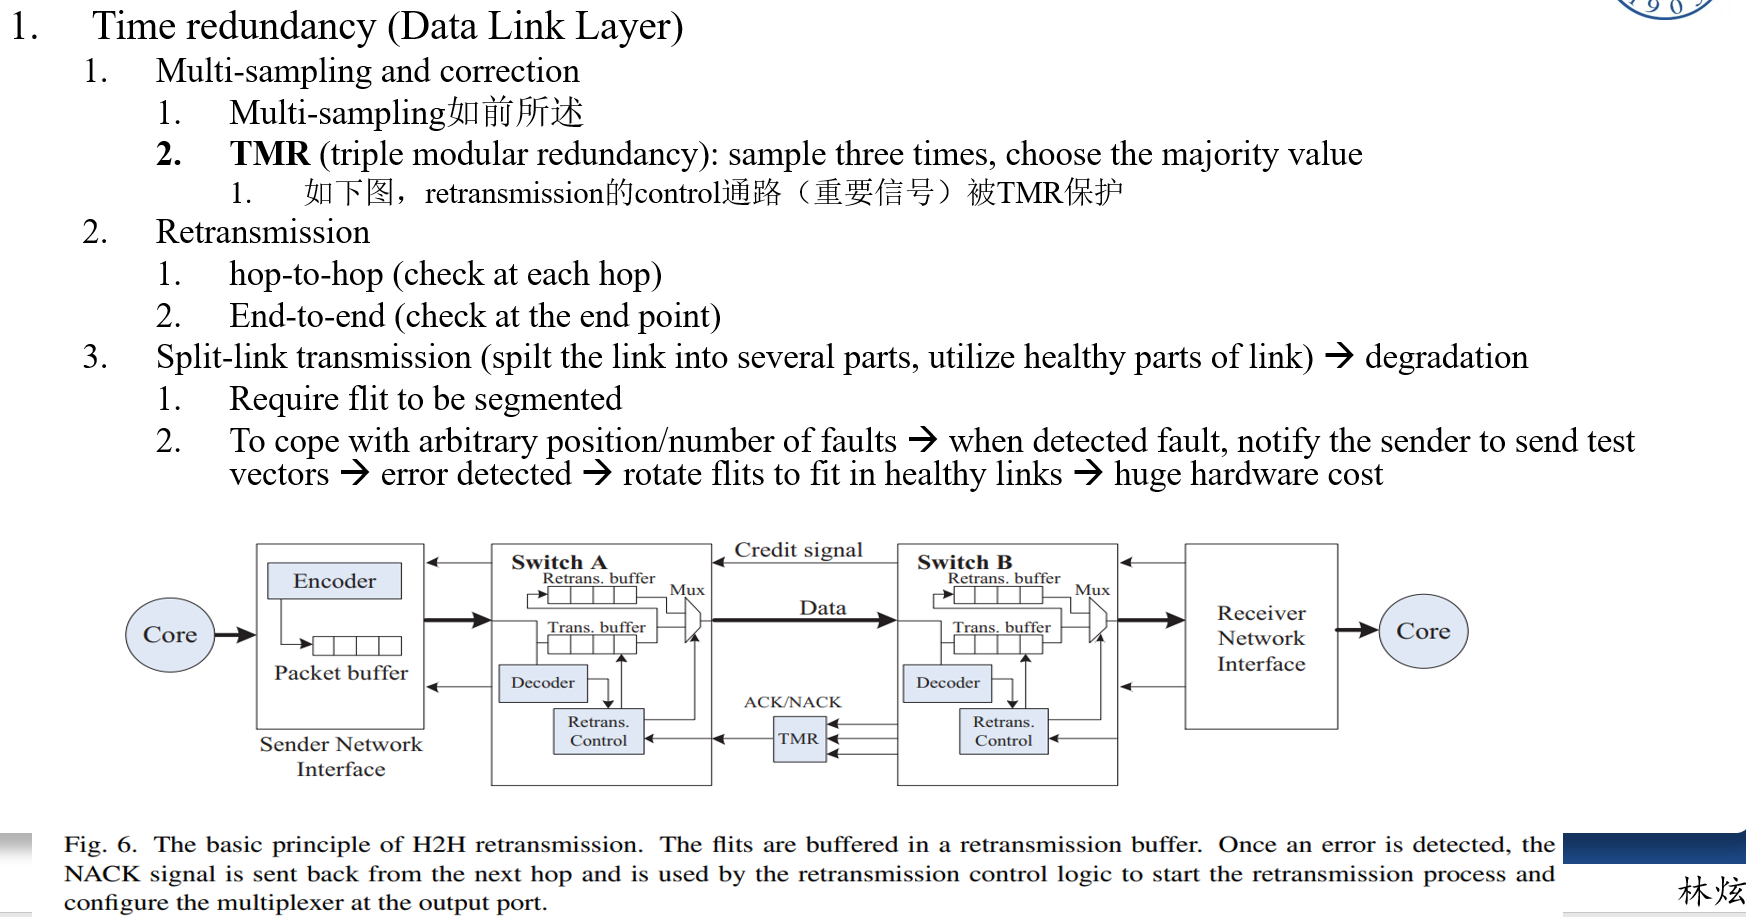 905
1. Time redundancy (Data Link Layer)
1. Multi-sampling and correction
1. Multi-sampling如前所述
2. TMR (triple modular redundancy): sample three times, choose the majority value
1. 如下图，retransmission的control通路（重要信号）被TMR保护
2. Retransmission
1. hop-to-hop (check at each hop)
2. End-to-end (check at the end point)
3. Split-link transmission (spilt the link into several parts, utilize healthy parts of link) → degradation
1. Require flit to be segmented
2. To cope with arbitrary position/number of faults → when detected fault, notify the sender to send test
vectors → error detected → rotate flits to fit in healthy links → huge hardware cost
Core
Encoder
Packet buffer
Sender Network
Interface
Switch A
Retrans. buffer
Mux
Trans. buffer
Decoder
Retrans.
Control
Credit signal
Data
ACK/NACK
TMR
Switch B
Retrans. buffer
Mux
Trans. buffer
Decoder
Retrans.
Control
Receiver
Network
Interface
Core
Fig. 6. The basic principle of H2H retransmission. The flits are buffered in a retransmission buffer. Once an error is detected, the
NACK signal is sent back from the next hop and is used by the retransmission control logic to start the retransmission process and
configure the multiplexer at the output port.
林炫